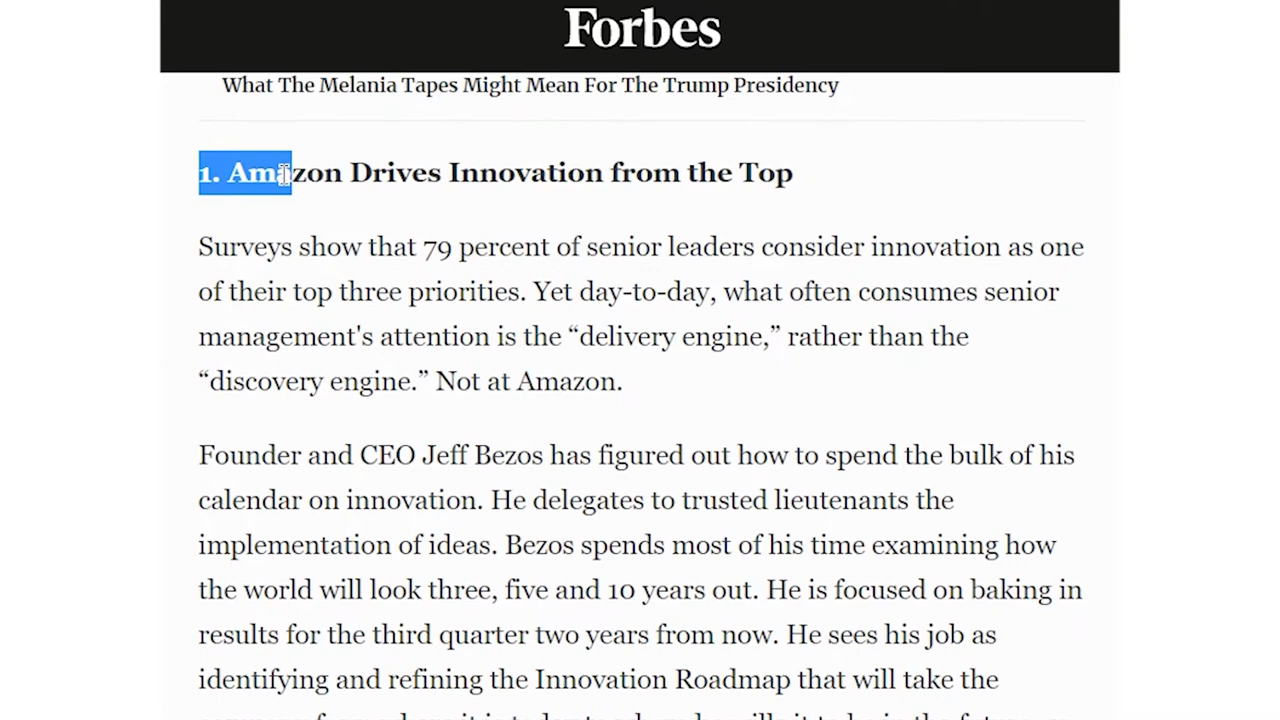 Forbes
What The Melania Tapes Might Mean For The Trump Presidency
1. Amazon Drives Innovation from the Top
Surveys show that 79 percent of senior leaders consider innovation as one
of their top three priorities. Yet day-to-day, what often consumes senior
management's attention is the “delivery engine,” rather than the
“discovery engine.” Not at Amazon.
Founder and CEO Jeff Bezos has figured out how to spend the bulk of his
calendar on innovation. He delegates to trusted lieutenants the
implementation of ideas. Bezos spends most of his time examining how
the world will look three, five and 10 years out. He is focused on baking in
results for the third quarter two years from now. He sees his job as
identifying and refining the Innovation Roadmap that will take the